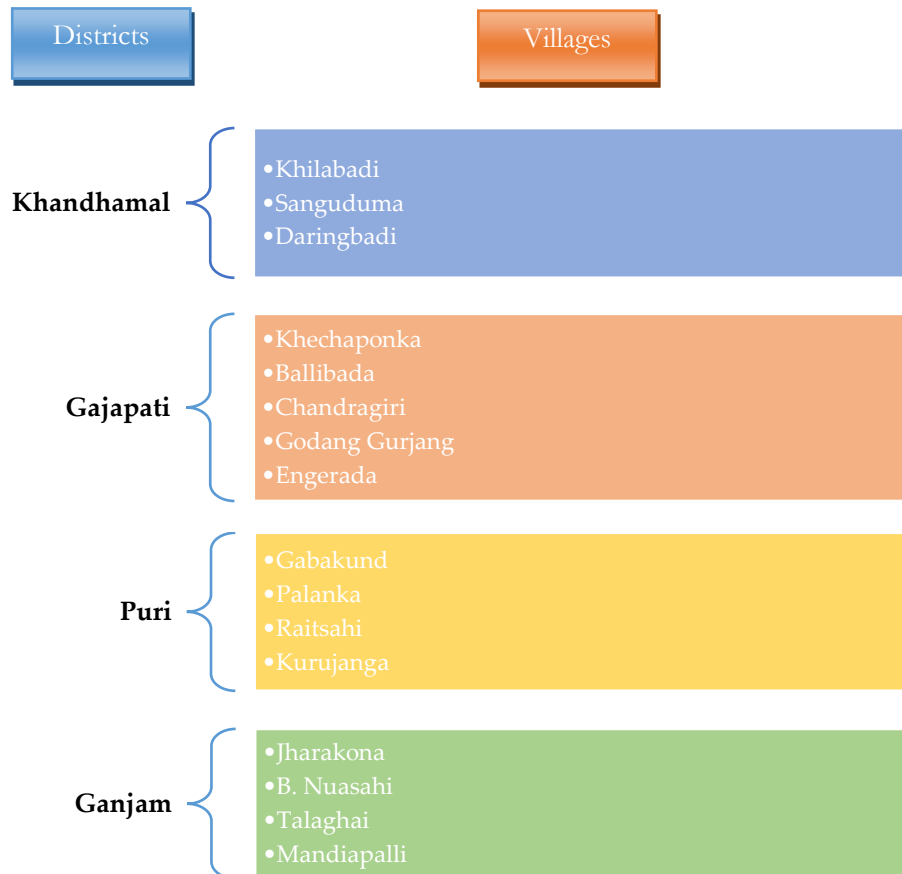 Districts
Villages
Khandhamal
•Khilabadi
•Sanguduma
•Daringbadi
Gajapati
•Khechaponka
•Ballibada
•Chandragiri
•Godang Gurjang
•Engerada
Puri
•Gabakund
•Palanka
•Raitsahi
•Kurujanga
Ganjam
•Jharakona
•B. Nuasahi
•Talaghai
•Mandiapalli